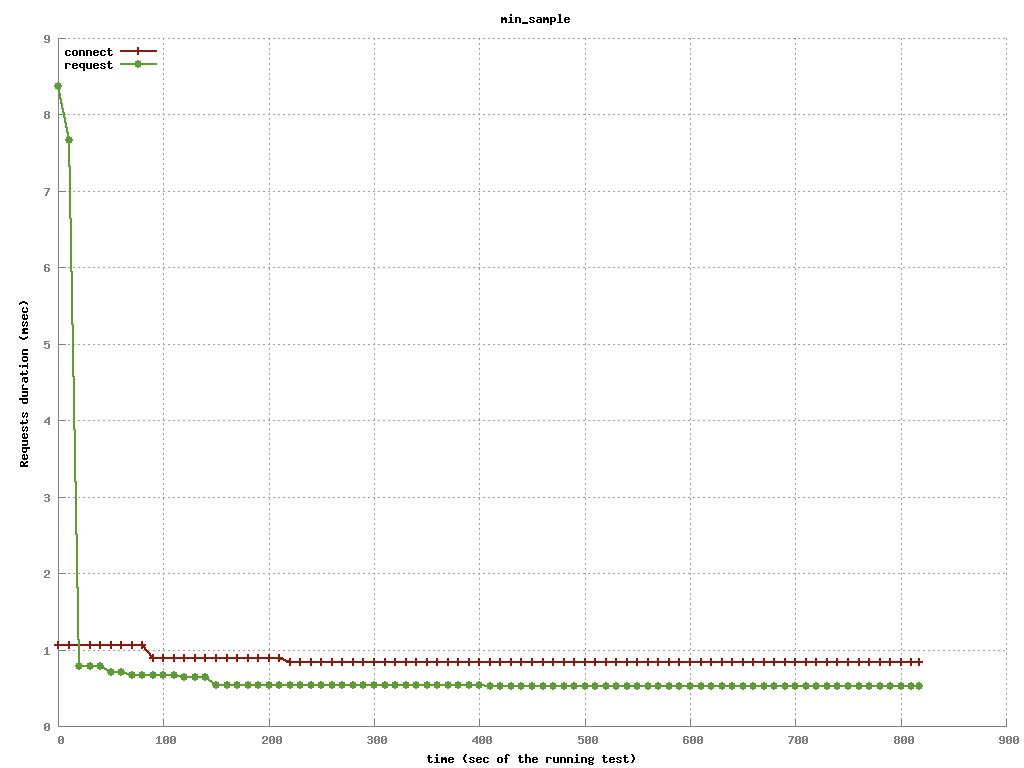 min_sample
connect
request
9
8
7
6
5
4
3
2
1
0
Requests duration (msec)
0 100 200 300 400 500 600 700 800 900
time (sec of the running test)